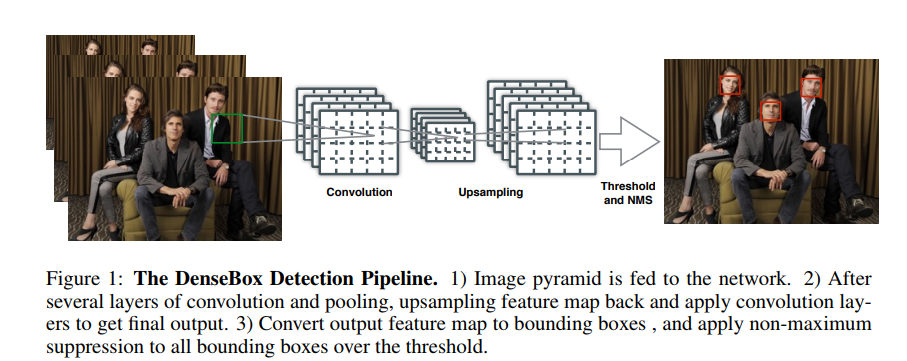 Convolution
Upsampling
Threshold
and NMS
Figure 1: The DenseBox Detection Pipeline. 1) Image pyramid is fed to the network. 2) After
several layers of convolution and pooling, upsampling feature map back and apply convolution lay-
ers to get final output. 3) Convert output feature map to bounding boxes , and apply non-maximum
suppression to all bounding boxes over the threshold.